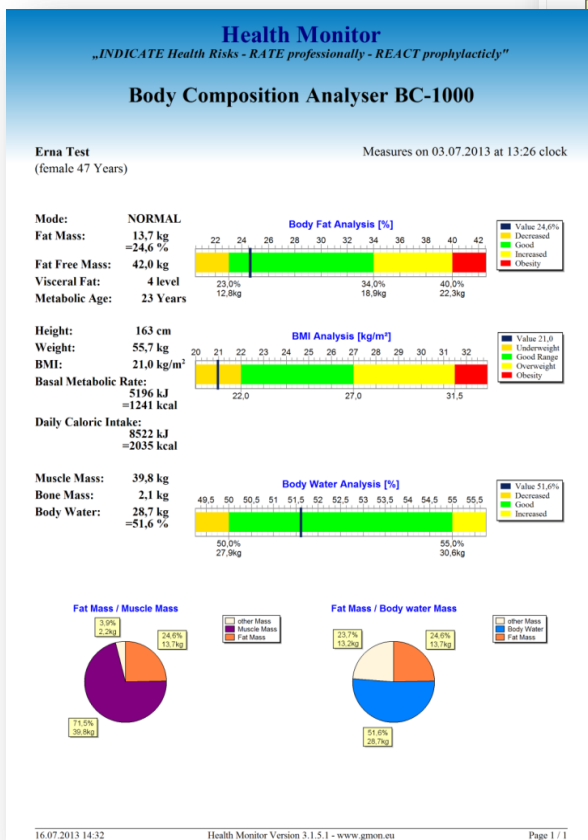 Health Monitor
„INDICATE Health Risks - RATE professionally - REACT prophylacticly"
Body Composition Analyser BC-1000
Erna Test
Measures on 03.07.2013 at 13:26 clock
(female 47 Years)
Mode: NORMAL
Fat Mass: 13,7 kg
=24,6 %
Fat Free Mass: 42,0 kg
Visceral Fat: 4 level
Metabolic Age: 23 Years
Body Fat Analysis [%]
22 24 26 28 30 32 34 36 38 40 42
23,0% 34,0% 40,0%
12,8kg 18,9kg 22,3kg
Value 24,6%
Decreased
Good
Increased
Obesity
Height: 163 cm
Weight: 55,7 kg
BMI: 21,0 kg/m²
Basal Metabolic Rate:
5196 kJ
=1241 kcal
Daily Caloric Intake:
8522 kJ
=2035 kcal
BMI Analysis [kg/m²]
20 21 22 23 24 25 26 27 28 29 30 31 32
22,0 27,0 31,5
Value 21,0
Underweight
Good Range
Overweight
Obesity
Muscle Mass: 39,8 kg
Bone Mass: 2,1 kg
Body Water: 28,7 kg
=51,6 %
Body Water Analysis [%]
49,5 50 50,5 51 51,5 52 52,5 53 53,5 54 54,5 55 55,5
50,0% 55,0%
27,9kg 30,6kg
Value 51,6%
Decreased
Good
Increased
Fat Mass / Muscle Mass
3,9%
2,2kg
24,6%
13,7kg
71,5%
39,8kg
other Mass
Muscle Mass
Fat Mass
Fat Mass / Body water Mass
23,7%
13,2kg
24,6%
13,7kg
51,6%
28,7kg
other Mass
Body Water
Fat Mass
16.07.2013 14:32 Health Monitor Version 3.1.5.1 - www.gmon.eu Page 1 / 1